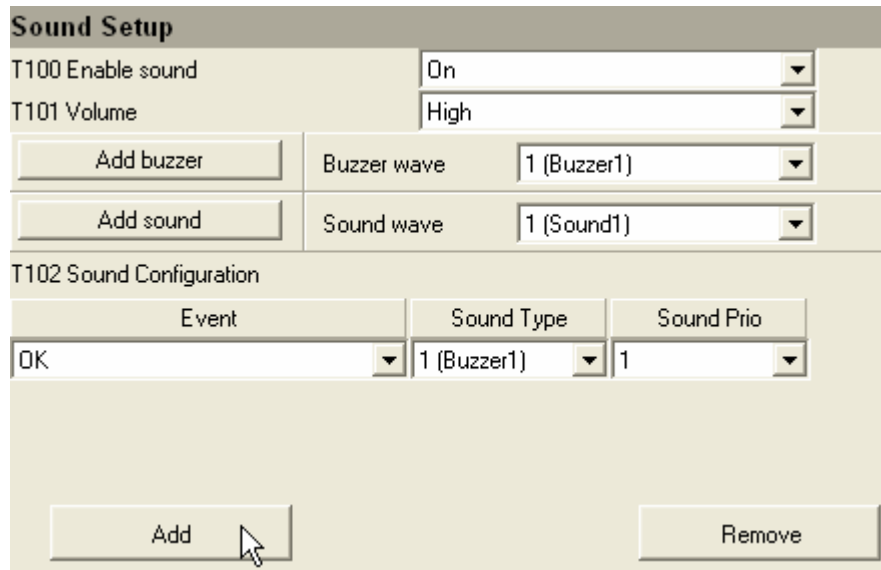 Sound Setup
T100 Enable sound On
T101 Volume High
Add buzzer Buzzer wave 1 (Buzzer1)
Add sound Sound wave 1 (Sound1)
T102 Sound Configuration
Event Sound Type Sound Prio
OK 1 (Buzzer1) 1
Add Remove